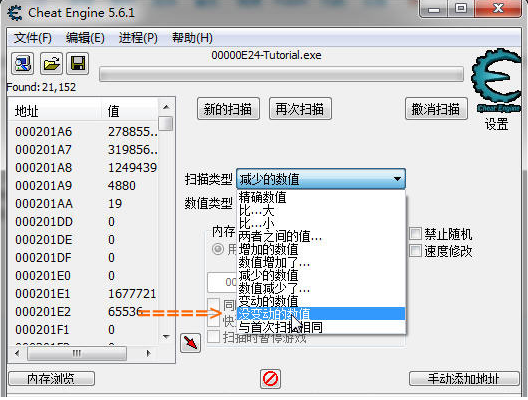 Cheat Engine 5.6.1
文件(F) 编辑(E) 进程(P) 帮助(H)
00000E24-Tutorial.exe
Found:21,152
Cheat Engine
设置
地址 值
新的扫描 再次扫描 撤消扫描
000201A6 278855...
000201A7 319856...
000201A8 1249439
000201A9 4880
000201AA 19
000201DD 0
000201DE 0
000201DF 0
000201E0 0
000201E1 1677721
000201E2 65536
000201F1 0
扫描类型 减少的数值
数值类型
精确数值
比...大
比...小
两者之间的值...
增加的数值
数值增加了...
减少的数值
数值减少了...
变动的数值
没变动的数值
与首次扫描相同
内存
用
00
同
快
扫描时暂停游戏
禁止随机
速度修改
内存浏览 手动添加地址